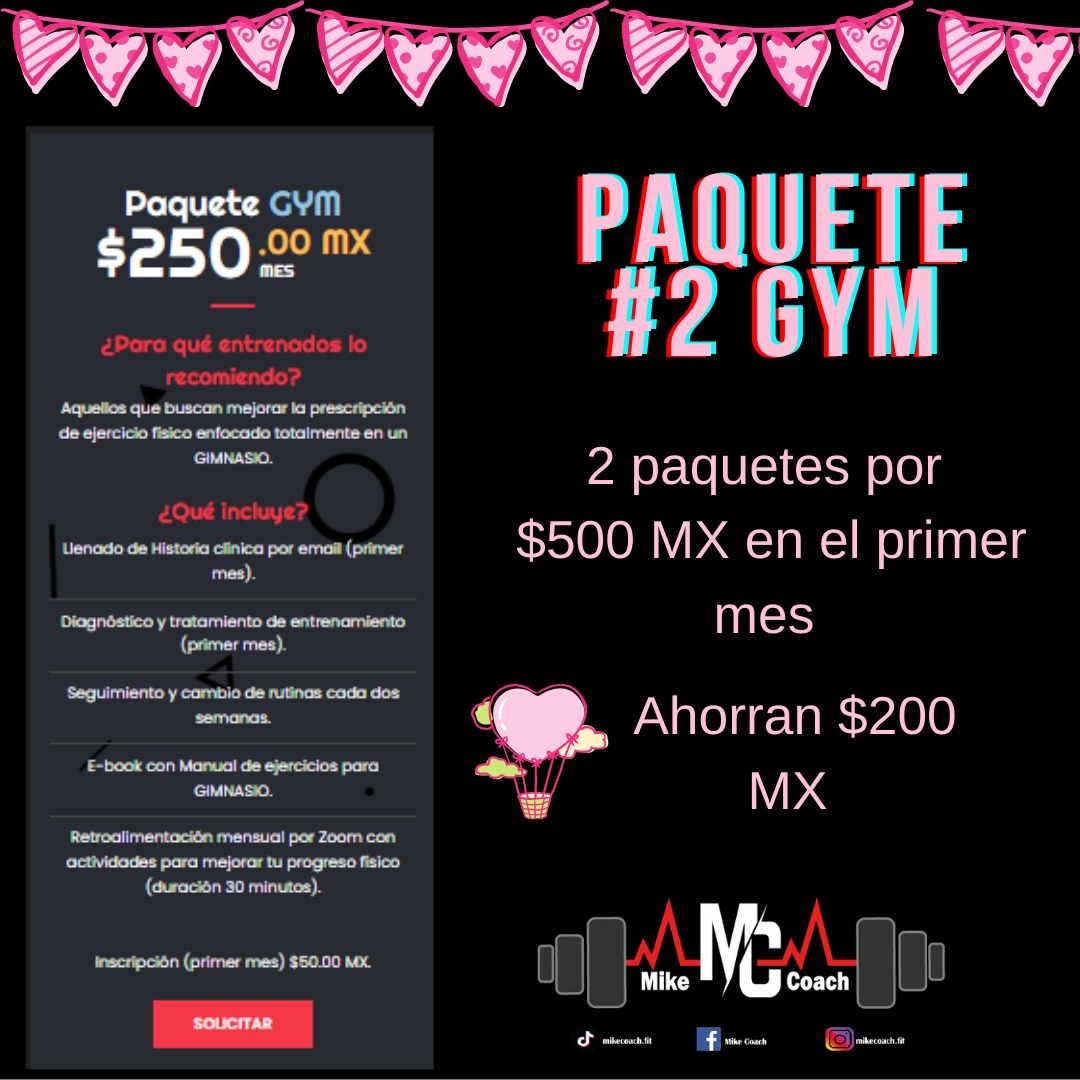 Paquete GYM
$250 .00 MX
MES
¿Para qué entrenados lo
recomiendo?
Aquellos que buscan mejorar la prescripción
de ejercicio físico enfocado totalmente en un
GIMNASIO.
¿Qué incluye?
Llenado de Historia clínica por email (primer
mes).
Diagnóstico y tratamiento de entrenamiento
(primer mes).
Seguimiento y cambio de rutinas cada dos
semanas.
E-book con Manual de ejercicios para
GIMNASIO.
Retroalimentación mensual por Zoom con
actividades para mejorar tu progreso físico
(duración 30 minutos).
Inscripción (primer mes) $50.00 MX.
SOLICITAR
PAQUETE
#2 GYM
2 paquetes por
$500 MX en el primer
mes
Ahorran $200
MX
Mike MC Coach
mikecoach.fit
Mike Coach
mikecoach.fit